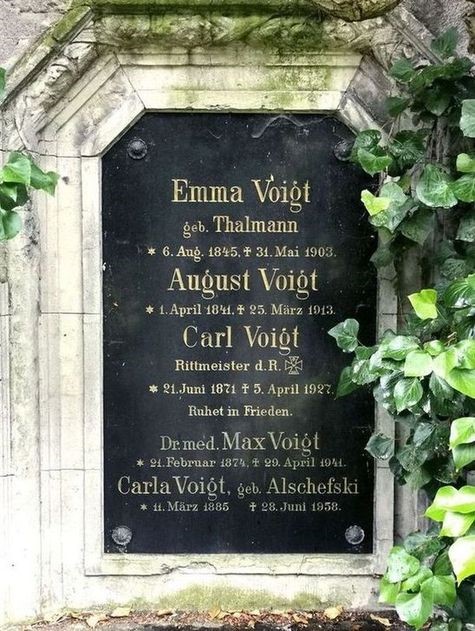 Emma Voigt
geb. Thalmann
* 6. Aug. 1845. ✝ 31. Mai 1903.
August Voigt
* 1. April 1841. ✝ 25. März 1913.
Carl Voigt
Rittmeister d. R. ✠
* 21. Juni 1871 ✝ 5. April 1927.
Ruhet in Frieden.
Dr. med. Max Voigt
* 21. Februar 1874. ✝ 29. April 1941.
Carla Voigt, geb. Alschefski
* 11. März 1885 ✝ 28. Juni 1958.